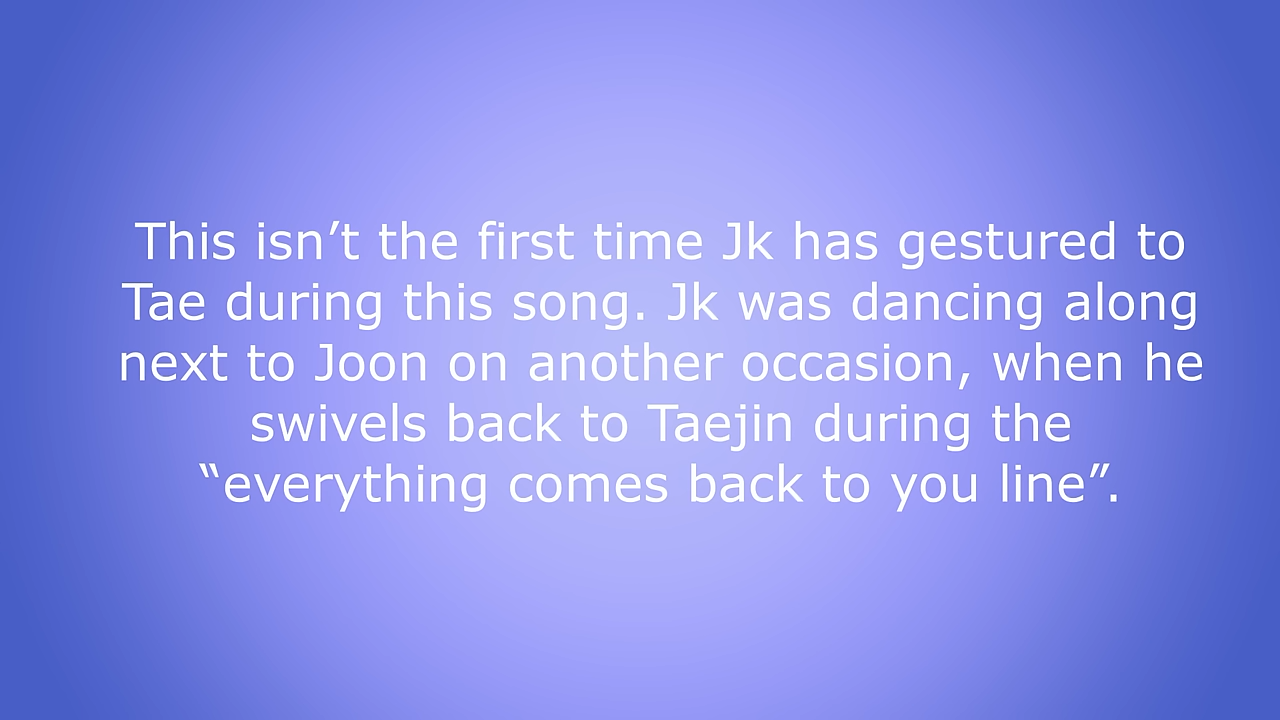 This isn’t the first time Jk has gestured to
Tae during this song. Jk was dancing along
next to Joon on another occasion, when he
swivels back to Taejin during the
“everything comes back to you line”.